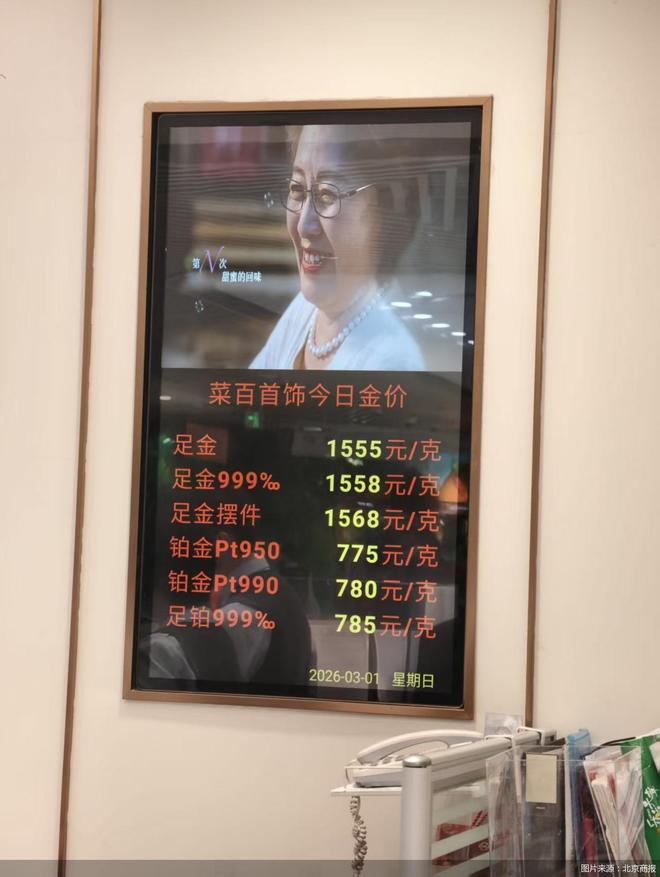 第N次
甜蜜的回味
菜百首饰今日金价
足金 1555元/克
足金999‰ 1558元/克
足金摆件 1568元/克
铂金Pt950 775元/克
铂金Pt990 780元/克
足铂999‰ 785元/克
2026-03-01 星期日
图片来源：北京商报